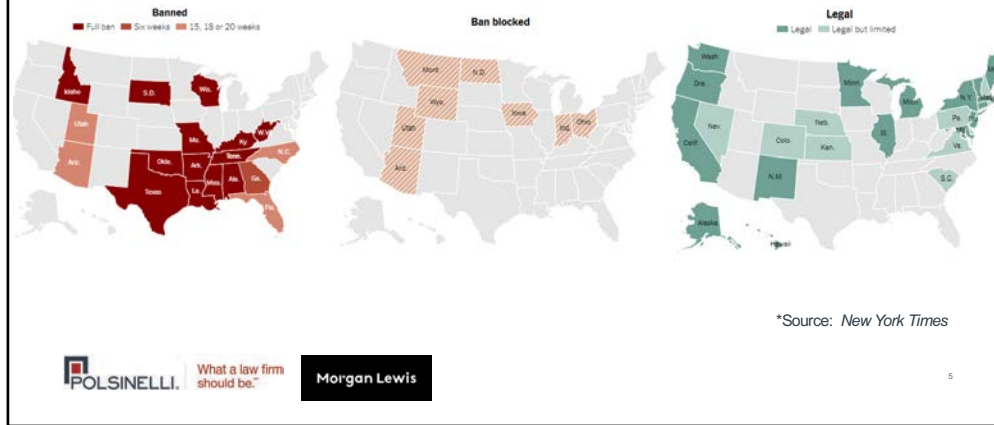 Banned
Full ban Six weeks 15, 18 or 20 weeks
Idaho
S.D.
Wis.
Utah
Ariz.
Mo.
Ky.
W.V.
Okla.
Ark.
Tenn.
N.C.
Texas
La.
Miss.
Ala.
Ga.
Fla.
Ban blocked
Mont.
N.D.
Wyo.
Utah
Iowa
Ind.
Ohio
Ariz.
Legal
Legal Legal but limited
Wash.
Ore.
Calif.
Nev.
Minn.
Mich.
N.Y.
Neb.
Colo.
Kan.
Ill.
Pa.
Va.
S.C.
N.M.
Alaska
Hawaii
*Source: New York Times
POLSINELLI.
What a law firm
should be.™
Morgan Lewis
5